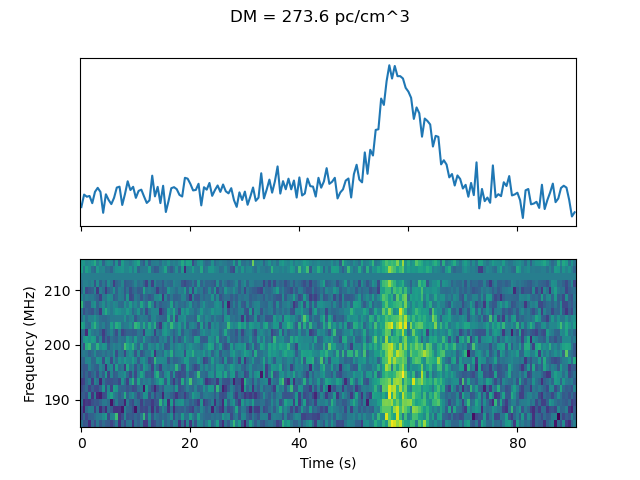 DM = 273.6 pc/cm^3
210
200
190
Frequency (MHz)
0 20 40 60 80
Time (s)